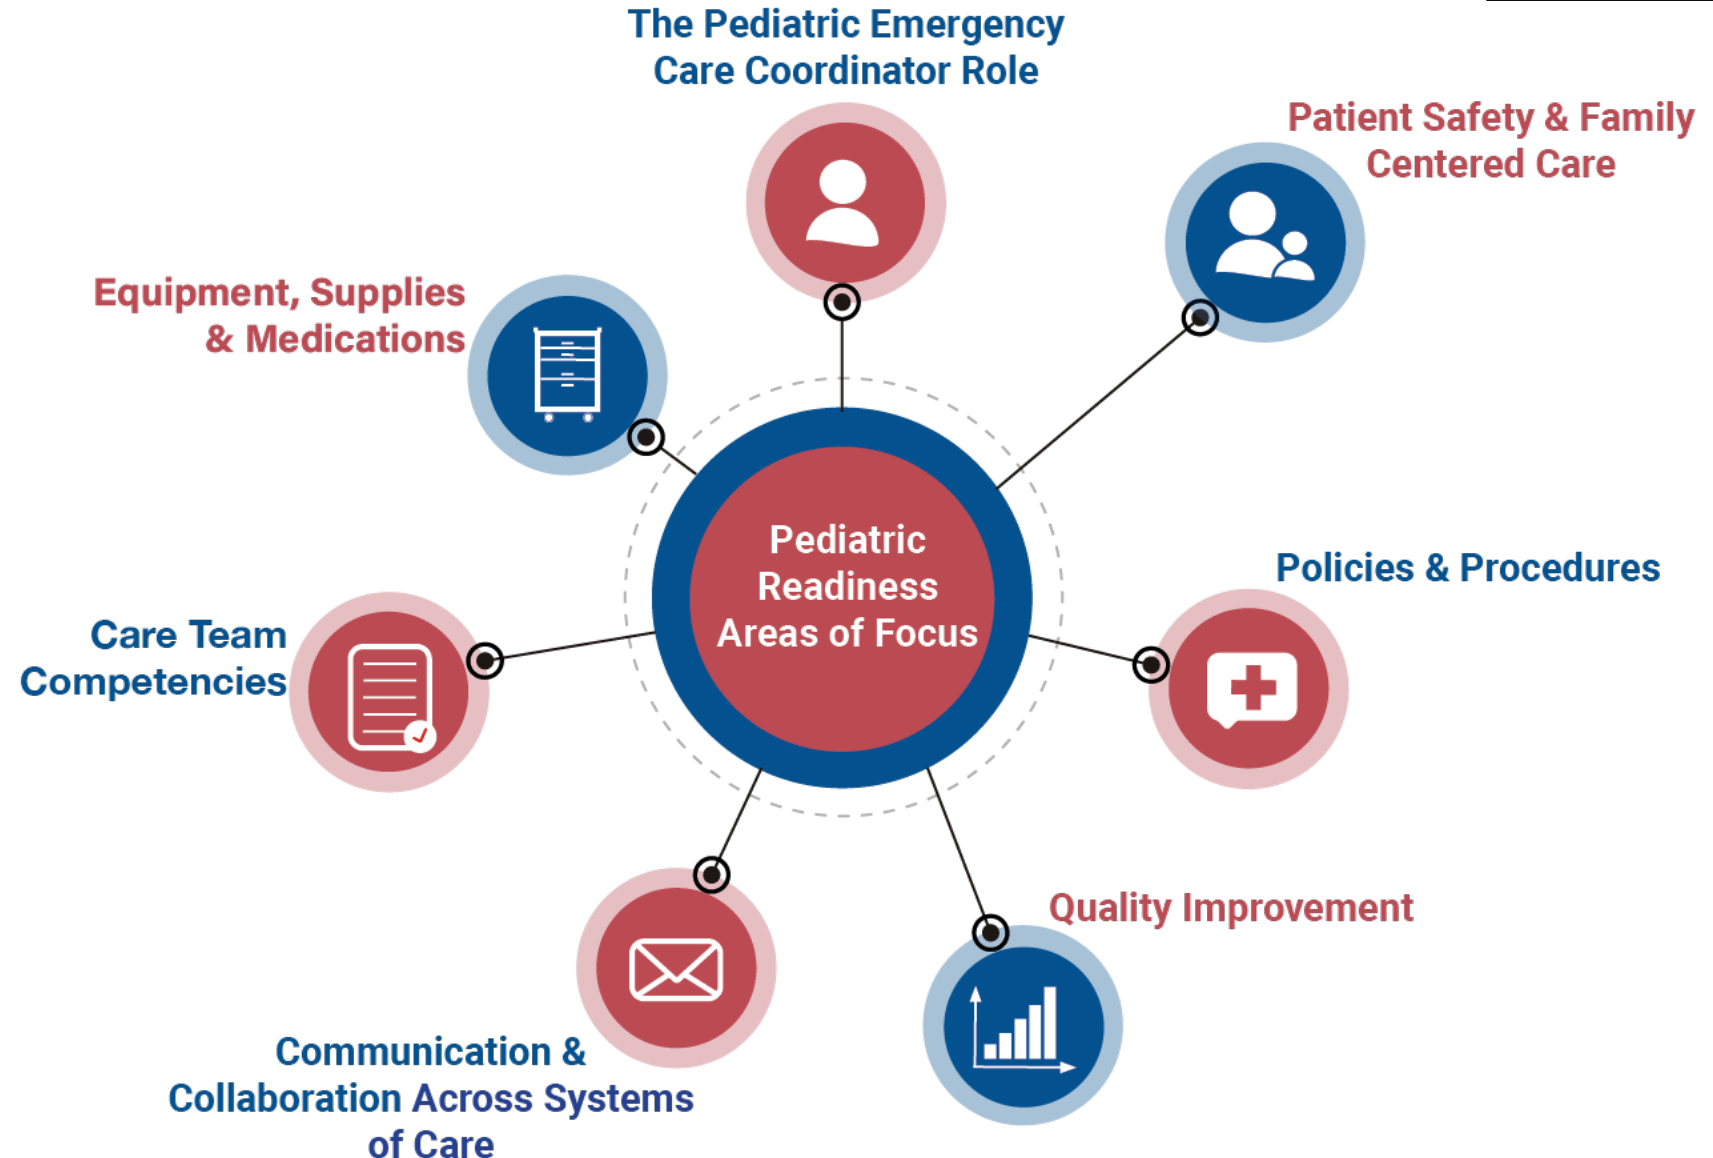 The Pediatric Emergency
Care Coordinator Role
Patient Safety & Family
Centered Care
Equipment, Supplies
& Medications
Pediatric
Readiness
Areas of Focus
Policies & Procedures
Care Team
Competencies
Quality Improvement
Communication &
Collaboration Across Systems
of Care